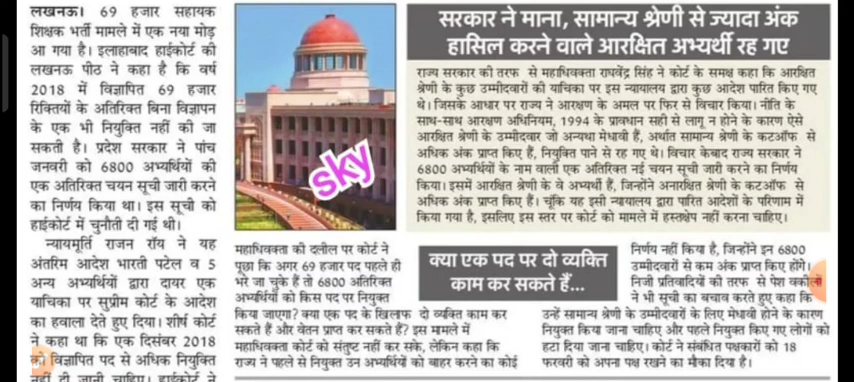 लखनऊ। 69 हजार सहायक
शिक्षक भर्ती मामले में एक नया मोड़
आ गया है। इलाहाबाद हाईकोर्ट की
लखनऊ पीठ ने कहा है कि वर्ष
2018 में विज्ञापित 69 हजार
रिक्तियों के अतिरिक्त बिना विज्ञापन
के एक भी नियुक्ति नहीं की जा
सकती है। प्रदेश सरकार ने पांच
जनवरी को 6800 अभ्यर्थियों की
एक अतिरिक्त चयन सूची जारी करने
का निर्णय किया था। इस सूची को
हाईकोर्ट में चुनौती दी गई थी।
न्यायमूर्ति राजन रॉय ने यह
अंतरिम आदेश भारती पटेल व 5
अन्य अभ्यर्थियों द्वारा दायर एक
याचिका पर सुप्रीम कोर्ट के आदेश
का हवाला देते हुए दिया। शीर्ष कोर्ट
ने कहा था कि एक दिसंबर 2018
को विज्ञापित पद से अधिक नियुक्ति
नहीं दी जानी चाहिए। हाईकोर्ट ने
sky
सरकार ने माना, सामान्य श्रेणी से ज्यादा अंक
हासिल करने वाले आरक्षित अभ्यर्थी रह गए
राज्य सरकार की तरफ से महाधिवक्ता राघवेंद्र सिंह ने कोर्ट के समक्ष कहा कि आरक्षित
श्रेणी के कुछ उम्मीदवारों की याचिका पर इस न्यायालय द्वारा कुछ आदेश पारित किए गए
थे। जिसके आधार पर राज्य ने आरक्षण के अमल पर फिर से विचार किया। नीति के
साथ-साथ आरक्षण अधिनियम, 1994 के प्रावधान सही से लागू न होने के कारण ऐसे
आरक्षित श्रेणी के उम्मीदवार जो अन्यथा मेधावी हैं, अर्थात सामान्य श्रेणी के कटऑफ से
अधिक अंक प्राप्त किए हैं, नियुक्ति पाने से रह गए थे। विचार केबाद राज्य सरकार ने
6800 अभ्यर्थियों के नाम वाली एक अतिरिक्त नई चयन सूची जारी करने का निर्णय
किया। इसमें आरक्षित श्रेणी के वे अभ्यर्थी हैं, जिन्होंने अनारक्षित श्रेणी के कटऑफ से
अधिक अंक प्राप्त किए हैं। चूंकि यह इसी न्यायालय द्वारा पारित आदेशों के परिणाम में
किया गया है, इसलिए इस स्तर पर कोर्ट को मामले में हस्तक्षेप नहीं करना चाहिए।
महाधिवक्ता की दलील पर कोर्ट ने
पूछा कि अगर 69 हजार पद पहले ही
भरे जा चुके हैं तो 6800 अतिरिक्त
अभ्यर्थियों को किस पद पर नियुक्त
किया जाएगा? क्या एक पद के खिलाफ दो व्यक्ति काम कर
सकते हैं और वेतन प्राप्त कर सकते हैं? इस मामले में
महाधिवक्ता कोर्ट को संतुष्ट नहीं कर सके, लेकिन कहा कि
राज्य ने पहले से नियुक्त उन अभ्यर्थियों को बाहर करने का कोई
क्या एक पद पर दो व्यक्ति
काम कर सकते हैं...
निर्णय नहीं किया है, जिन्होंने इन 6800
उम्मीदवारों से कम अंक प्राप्त किए होंगे।
निजी प्रतिवादियों की तरफ से पेश वकीलों
ने भी सूची का बचाव करते हुए कहा कि
उन्हें सामान्य श्रेणी के उम्मीदवारों के लिए मेधावी होने के कारण
नियुक्त किया जाना चाहिए और पहले नियुक्त किए गए लोगों को
हटा दिया जाना चाहिए। कोर्ट ने संबंधित पक्षकारों को 18
फरवरी को अपना पक्ष रखने का मौका दिया है।